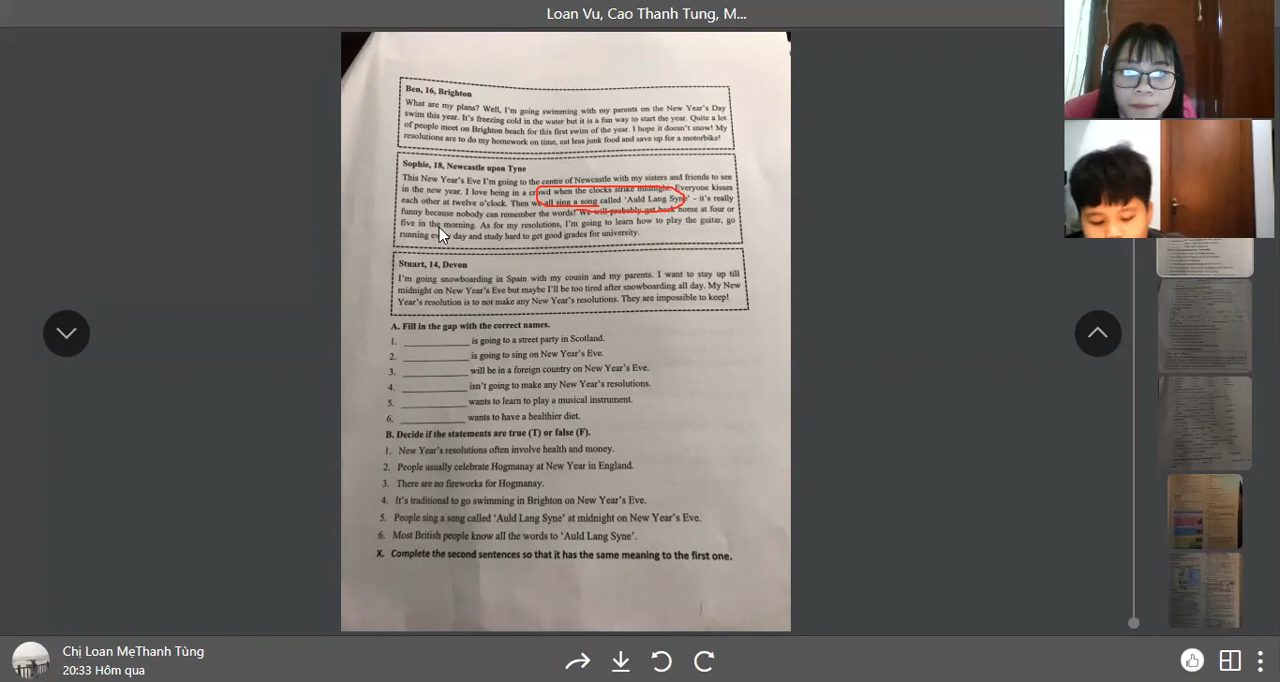 Loan Vu, Cao Thanh Tung, M...
Ben, 16, Brighton
What are my plans? Well, I'm going swimming with my parents on the New Year's Day
swim this year. It's freezing cold in the water but it is a fun way to start the year. Quite a lot
of people meet on Brighton beach for this first swim of the year. I hope it doesn't snow! My
resolutions are to do my homework on time, eat less junk food and save up for a motorbike!
Sophie, 18, Newcastle upon Tyne
This New Year's Eve I'm going to the centre of Newcastle with my sisters and friends to see
in the new year. I love being in a crowd when the clocks strike midnight. Everyone kisses
each other at twelve o'clock. Then we all sing a song called 'Auld Lang Syne' - it's really
funny because nobody can remember the words! We will probably get back home at four or
five in the morning. As for my resolutions, I'm going to learn how to play the guitar, go
running every day and study hard to get good grades for university.
Stuart, 14, Devon
I'm going snowboarding in Spain with my cousin and my parents. I want to stay up till
midnight on New Year's Eve but maybe I'll be too tired after snowboarding all day. My New
Year's resolution is to not make any New Year's resolutions. They are impossible to keep!
A. Fill in the gap with the correct names.
1. __________ is going to a street party in Scotland.
2. __________ is going to sing on New Year's Eve.
3. __________ will be in a foreign country on New Year's Eve.
4. __________ isn't going to make any New Year's resolutions.
5. __________ wants to learn to play a musical instrument.
6. __________ wants to have a healthier diet.
B. Decide if the statements are true (T) or false (F).
1. New Year's resolutions often involve health and money.
2. People usually celebrate Hogmanay at New Year in England.
3. There are no fireworks for Hogmanay.
4. It's traditional to go swimming in Brighton on New Year's Eve.
5. People sing a song called 'Auld Lang Syne' at midnight on New Year's Eve.
6. Most British people know all the words to 'Auld Lang Syne'.
X. Complete the second sentences so that it has the same meaning to the first one.
Chị Loan MẹThanh Tùng
20:33 Hôm qua